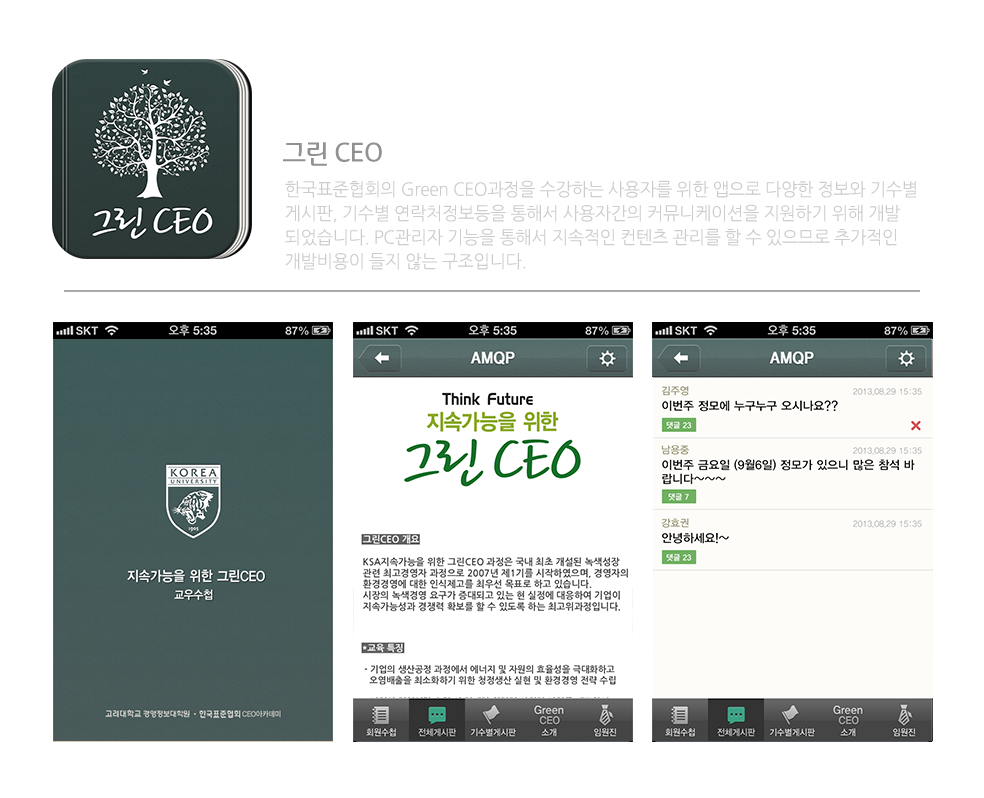 그린 CEO
그린 CEO
한국표준협회의 Green CEO과정을 수강하는 사용자를 위한 앱으로 다양한 정보와 기수별
게시판, 기수별 연락처정보등을 통해서 사용자간의 커뮤니케이션을 지원하기 위해 개발
되었습니다. PC관리자 기능을 통해서 지속적인 컨텐츠 관리를 할 수 있으므로 추가적인
개발비용이 들지 않는 구조입니다.
SKT 오후 5:35 87%
KOREA
UNIVERSITY
1905
지속가능을 위한 그린CEO
교우수첩
고려대학교 경영정보대학원 · 한국표준협회 CEO아카데미
SKT 오후 5:35 87%
AMQP
Think Future
지속가능을 위한
그린 CEO
그린CEO 개요
KSA지속가능을 위한 그린CEO 과정은 국내 최초 개설된 녹색성장
관련 최고경영자 과정으로 2007년 제1기를 시작하였으며, 경영자의
환경경영에 대한 인식제고를 최우선 목표로 하고 있습니다.
시장의 녹색경영 요구가 증대되고 있는 현 실정에 대응하여 기업이
지속가능성과 경쟁력 확보를 할 수 있도록 하는 최고위과정입니다.
*교육 특징
- 기업의 생산공정 과정에서 에너지 및 자원의 효율성을 극대화하고
오염배출을 최소화하기 위한 청정생산 실현 및 환경경영 전략 수립
회원수첩 전체게시판 기수별게시판 Green CEO 소개 임원진
SKT 오후 5:35 87%
AMQP
김주영 2013.08.29 15:35
이번주 정모에 누구누구 오시나요??
댓글 23
남용중 2013.08.29 15:35
이번주 금요일 (9월6일) 정모가 있으니 많은 참석 바
랍니다~~~
댓글 7
강효권 2013.08.29 15:35
안녕하세요!~
댓글 23
회원수첩 전체게시판 기수별게시판 Green CEO 소개 임원진